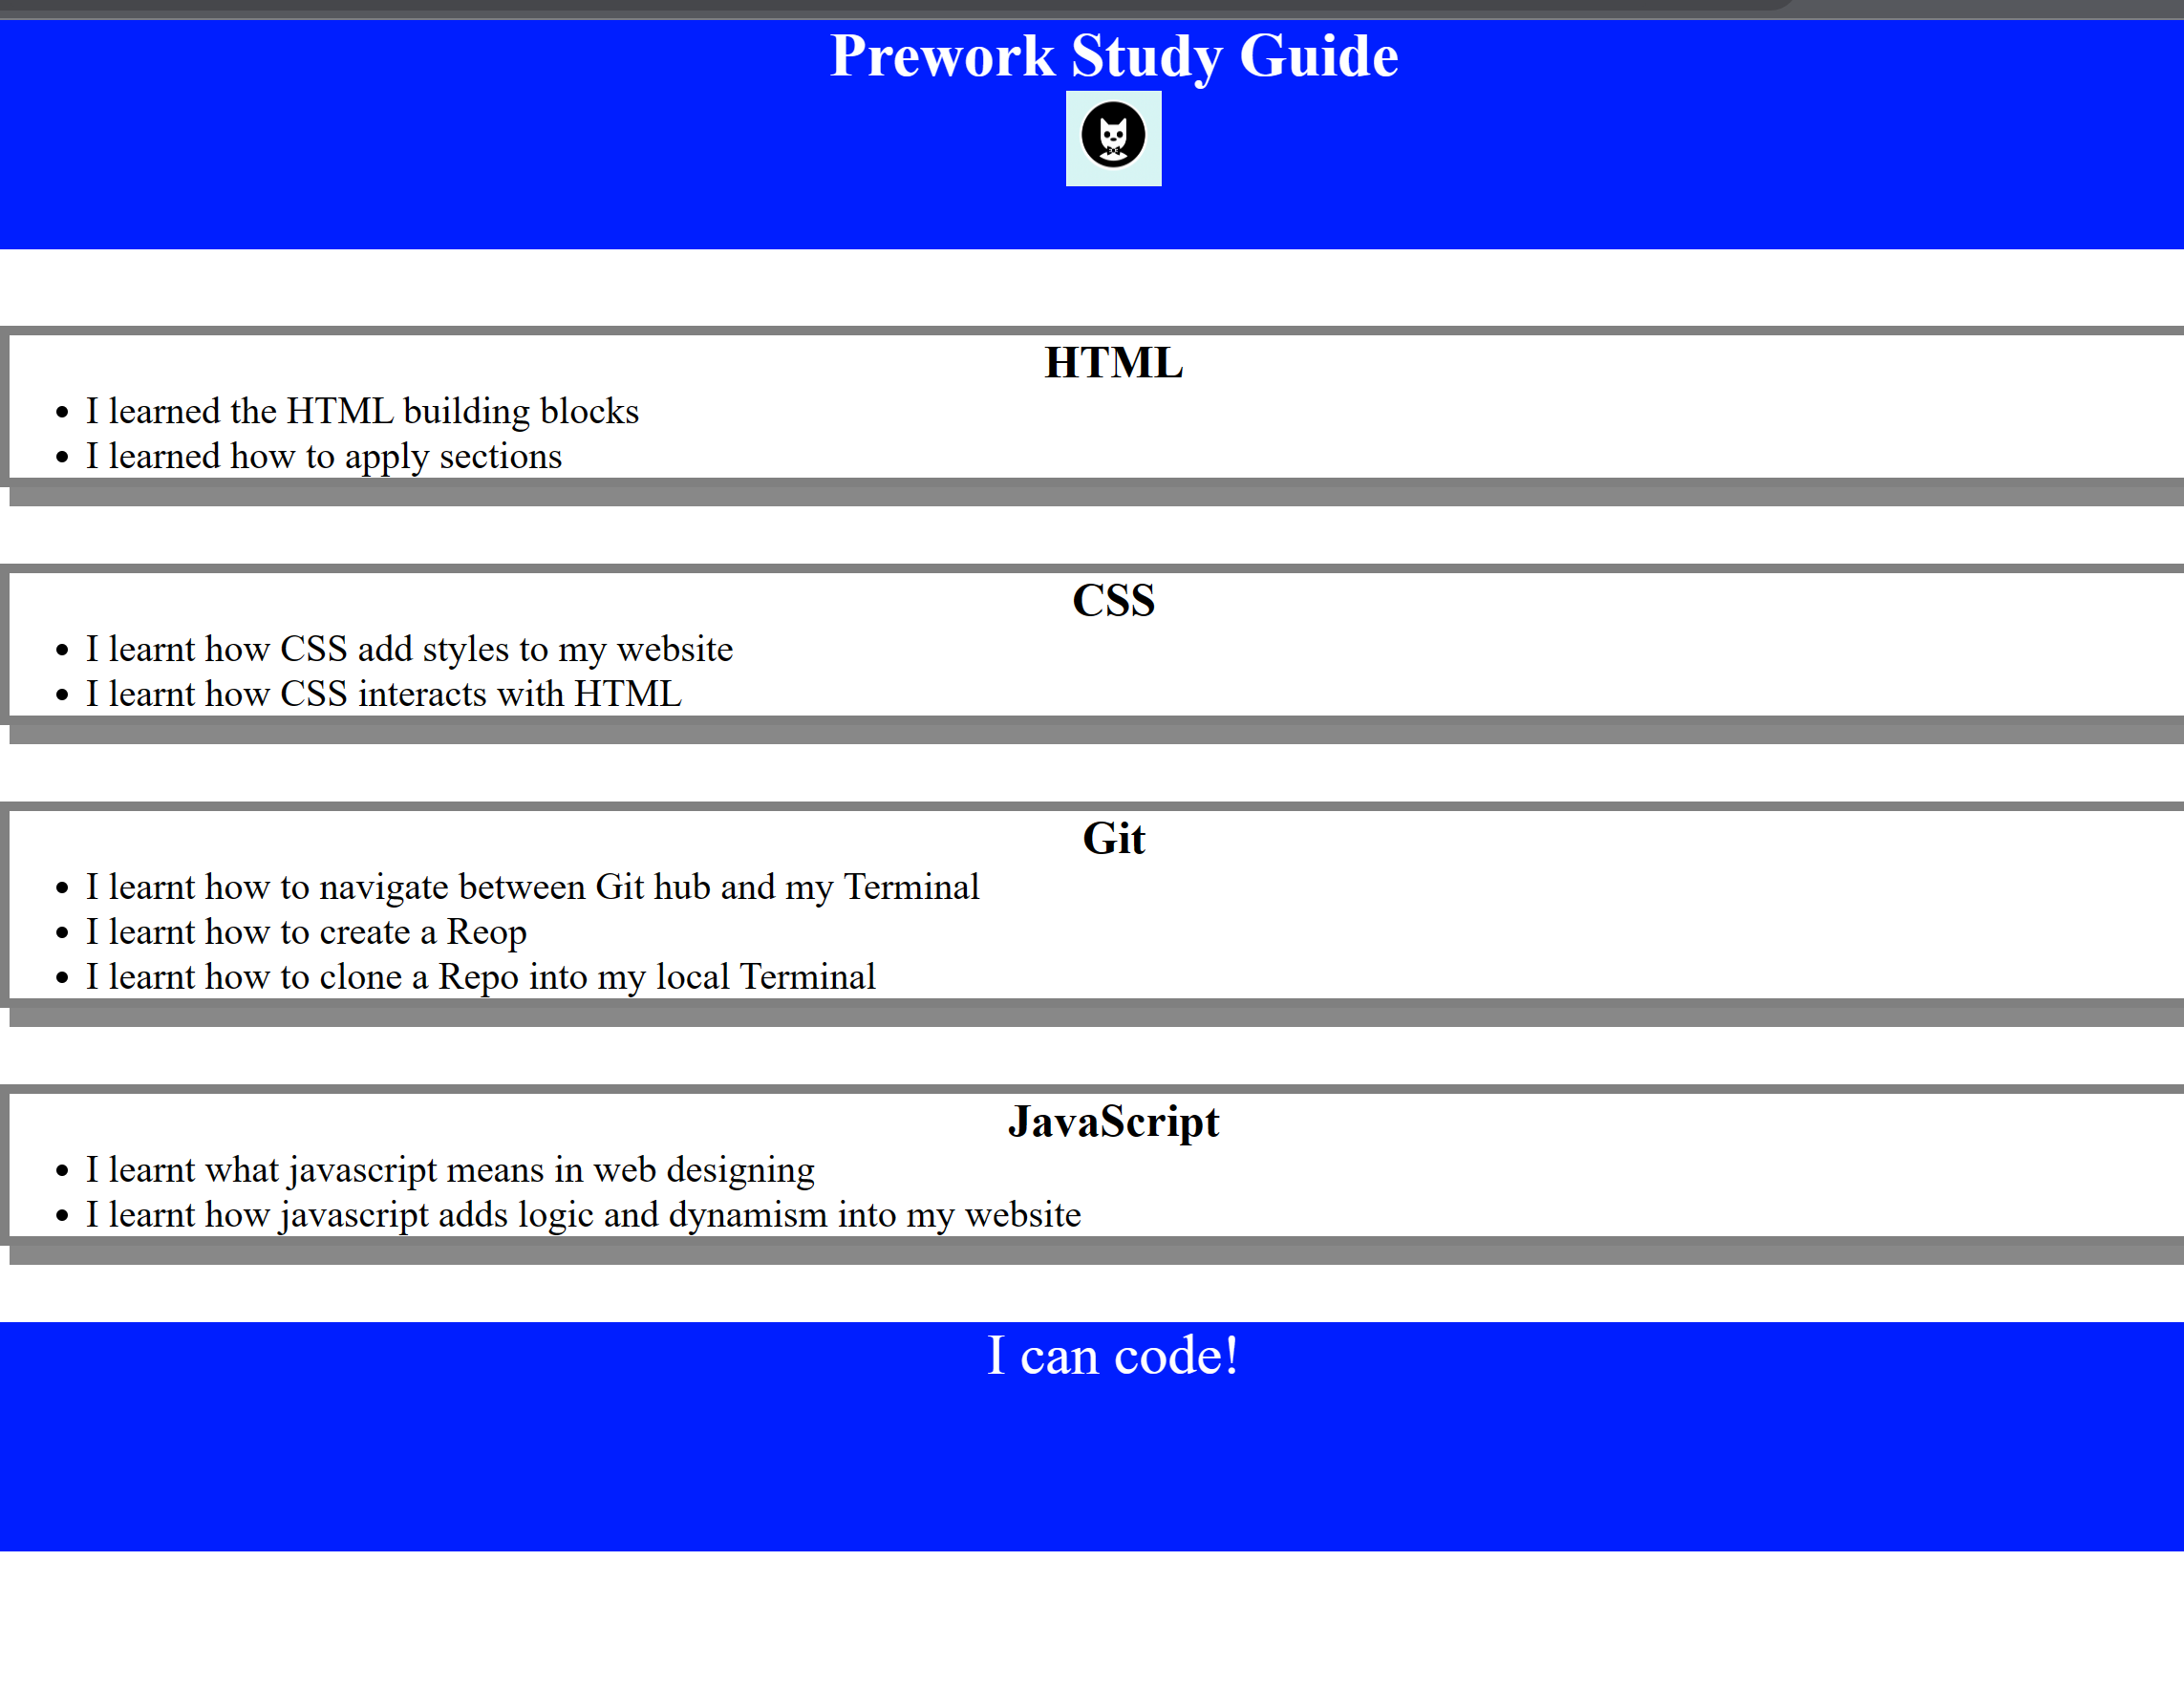 Prework Study Guide
HTML
I learned the HTML building blocks
I learned how to apply sections
CSS
I learnt how CSS add styles to my website
I learnt how CSS interacts with HTML
Git
I learnt how to navigate between Git hub and my Terminal
I learnt how to create a Reop
I learnt how to clone a Repo into my local Terminal
JavaScript
I learnt what javascript means in web designing
I learnt how javascript adds logic and dynamism into my website
I can code!